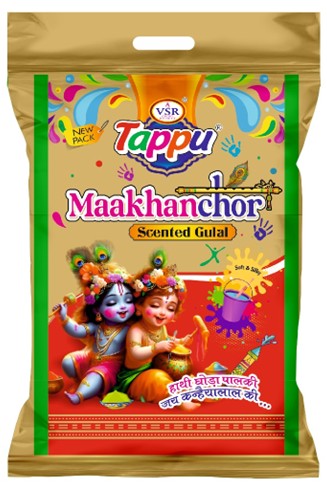 VSR
NEW
PACK
Tappu®
Maakhanchor
Scented Gulal
Soft & Silky
हाथी घोड़ा पालकी
जय कन्हैयालाल की...